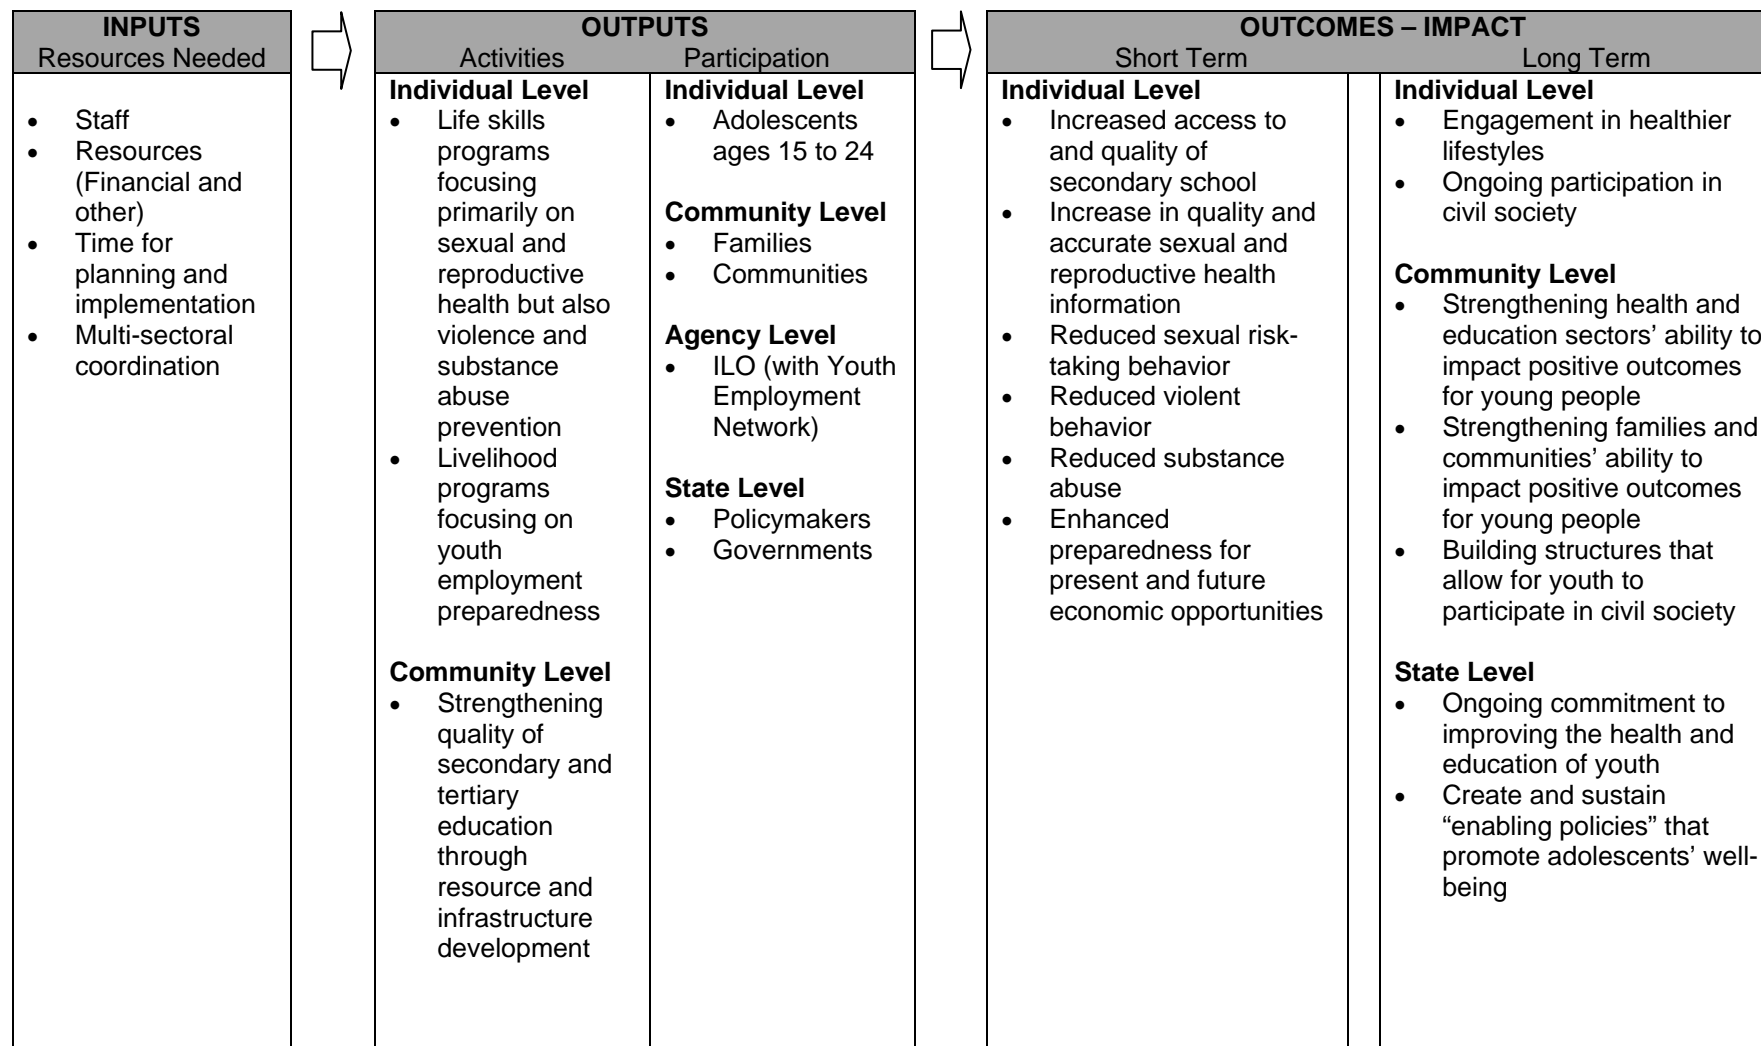 INPUTS
Resources Needed
• Staff
• Resources
(Financial and
other)
• Time for
planning and
implementation
• Multi-sectoral
coordination
OUTPUTS
Activities Participation
Individual Level
• Life skills
programs
focusing
primarily on
sexual and
reproductive
health but also
violence and
substance
abuse
prevention
• Livelihood
programs
focusing on
youth
employment
preparedness
Community Level
• Strengthening
quality of
secondary and
tertiary
education
through
resource and
infrastructure
development
Individual Level
• Adolescents
ages 15 to 24
Community Level
• Families
• Communities
Agency Level
• ILO (with Youth
Employment
Network)
State Level
• Policymakers
• Governments
OUTCOMES – IMPACT
Short Term Long Term
Individual Level
• Increased access to
and quality of
secondary school
• Increase in quality and
accurate sexual and
reproductive health
information
• Reduced sexual risk-
taking behavior
• Reduced violent
behavior
• Reduced substance
abuse
• Enhanced
preparedness for
present and future
economic opportunities
Individual Level
• Engagement in healthier
lifestyles
• Ongoing participation in
civil society
Community Level
• Strengthening health and
education sectors’ ability to
impact positive outcomes
for young people
• Strengthening families and
communities’ ability to
impact positive outcomes
for young people
• Building structures that
allow for youth to
participate in civil society
State Level
• Ongoing commitment to
improving the health and
education of youth
• Create and sustain
“enabling policies” that
promote adolescents’ well-
being